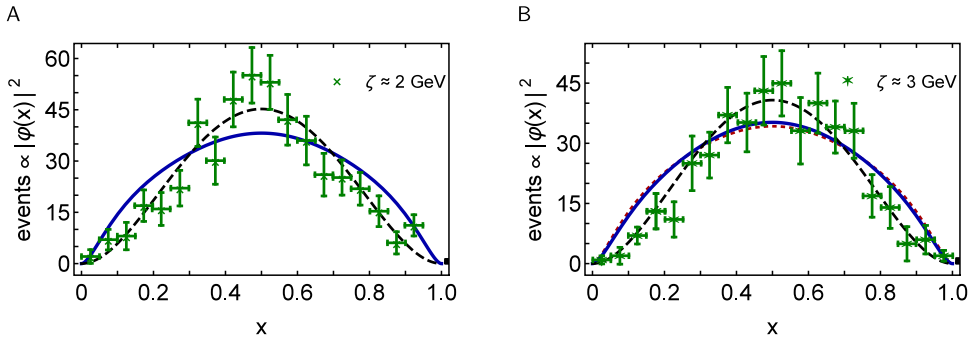 A
B
60
45
30
15
0
events ∝ |φ(x)|²
ζ ≈ 2 GeV
0 0.2 0.4 0.6 0.8 1.0
x
45
30
15
0
events ∝ |φ(x)|²
ζ ≈ 3 GeV
0 0.2 0.4 0.6 0.8 1.0
x